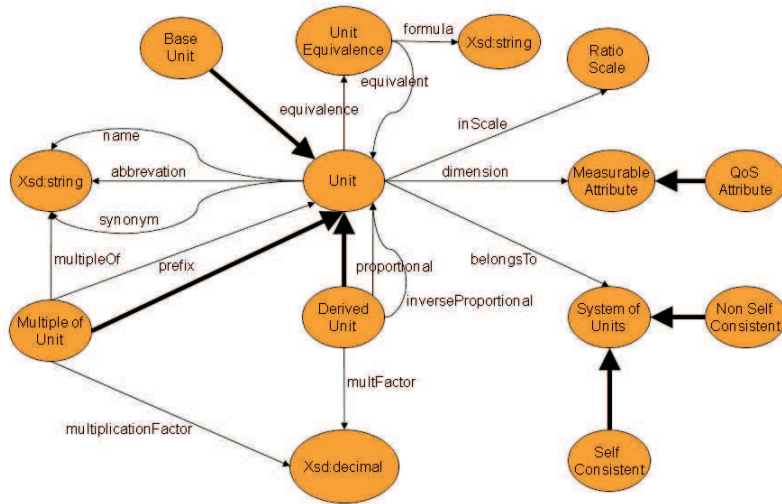 Base
Unit
Unit
Equivalence
formula
Xsd:string
Ratio
Scale
equivalent
equivalence
inScale
name
Xsd:string
abbrevation
Unit
dimension
Measurable
Attribute
QoS
Attribute
synonym
multipleOf
prefix
proportional
belongsTo
inverseProportional
Multiple of
Unit
Derived
Unit
System of
Units
Non Self
Consistent
multFactor
multiplicationFactor
Xsd:decimal
Self
Consistent